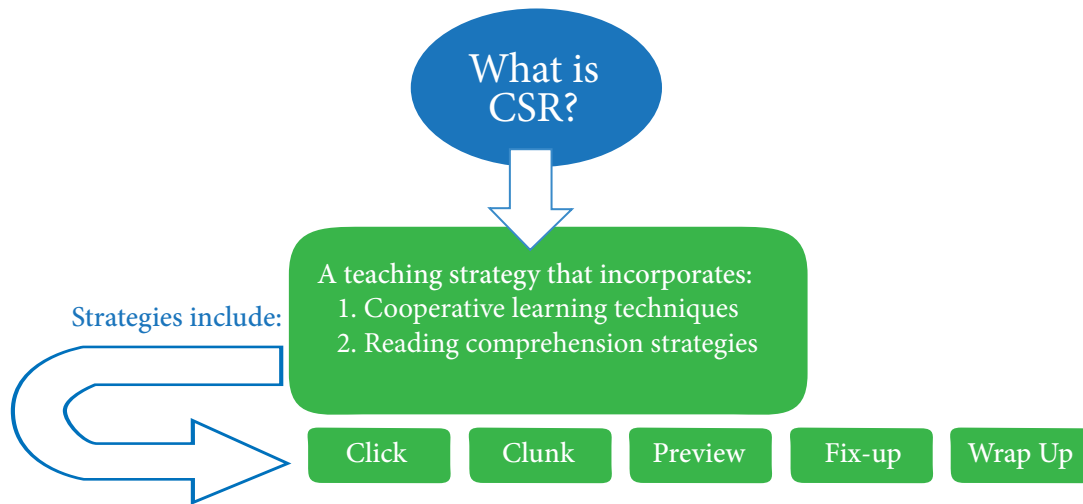 What is
CSR?
A teaching strategy that incorporates:
1. Cooperative learning techniques
2. Reading comprehension strategies
Strategies include:
Click
Clunk
Preview
Fix-up
Wrap Up